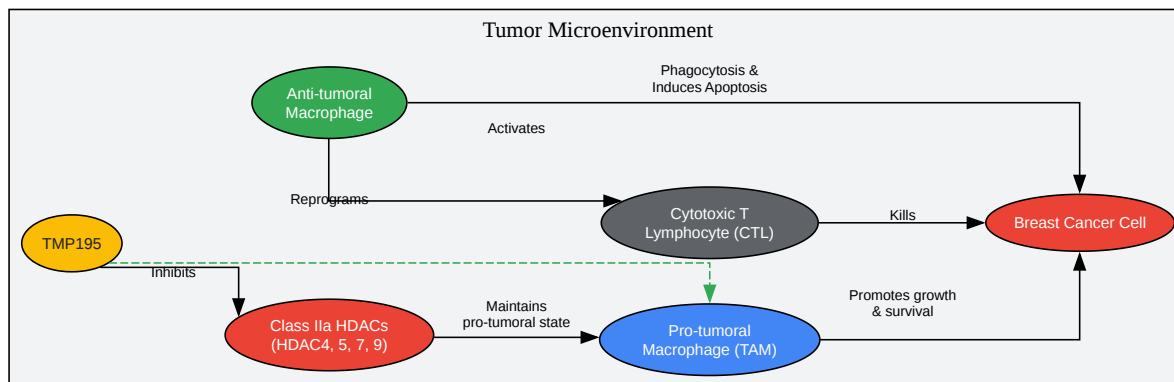 Tumor Microenvironment
Phagocytosis &
Induces Apoptosis
Anti-tumoral
Macrophage
Activates
Reprograms
Cytotoxic T
Lymphocyte (CTL)
Kills
Breast Cancer Cell
TMP195
Inhibits
Class IIa HDACs
(HDAC4, 5, 7, 9)
Maintains
pro-tumoral state
Pro-tumoral
Macrophage (TAM)
Promotes growth
& survival